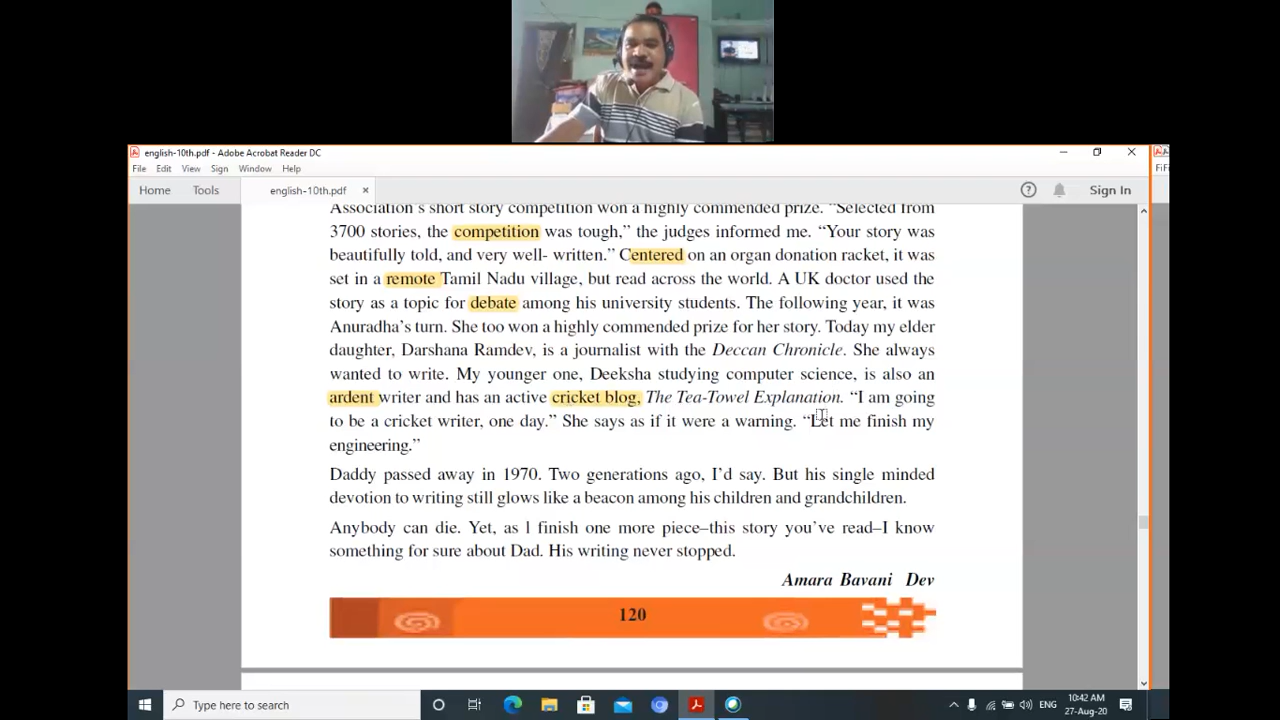 english-10th.pdf - Adobe Acrobat Reader DC
File Edit View Sign Window Help
Home Tools english-10th.pdf × ? Sign In
Association's short story competition won a highly commended prize. “Selected from
3700 stories, the competition was tough,” the judges informed me. “Your story was
beautifully told, and very well- written.” Centered on an organ donation racket, it was
set in a remote Tamil Nadu village, but read across the world. A UK doctor used the
story as a topic for debate among his university students. The following year, it was
Anuradha's turn. She too won a highly commended prize for her story. Today my elder
daughter, Darshana Ramdev, is a journalist with the Deccan Chronicle. She always
wanted to write. My younger one, Deeksha studying computer science, is also an
ardent writer and has an active cricket blog, The Tea-Towel Explanation. “I am going
to be a cricket writer, one day.” She says as if it were a warning. “Let me finish my
engineering.”
Daddy passed away in 1970. Two generations ago, I'd say. But his single minded
devotion to writing still glows like a beacon among his children and grandchildren.
Anybody can die. Yet, as I finish one more piece–this story you've read–I know
something for sure about Dad. His writing never stopped.
Amara Bavani Dev
120
Type here to search
ENG
10:42 AM
27-Aug-20